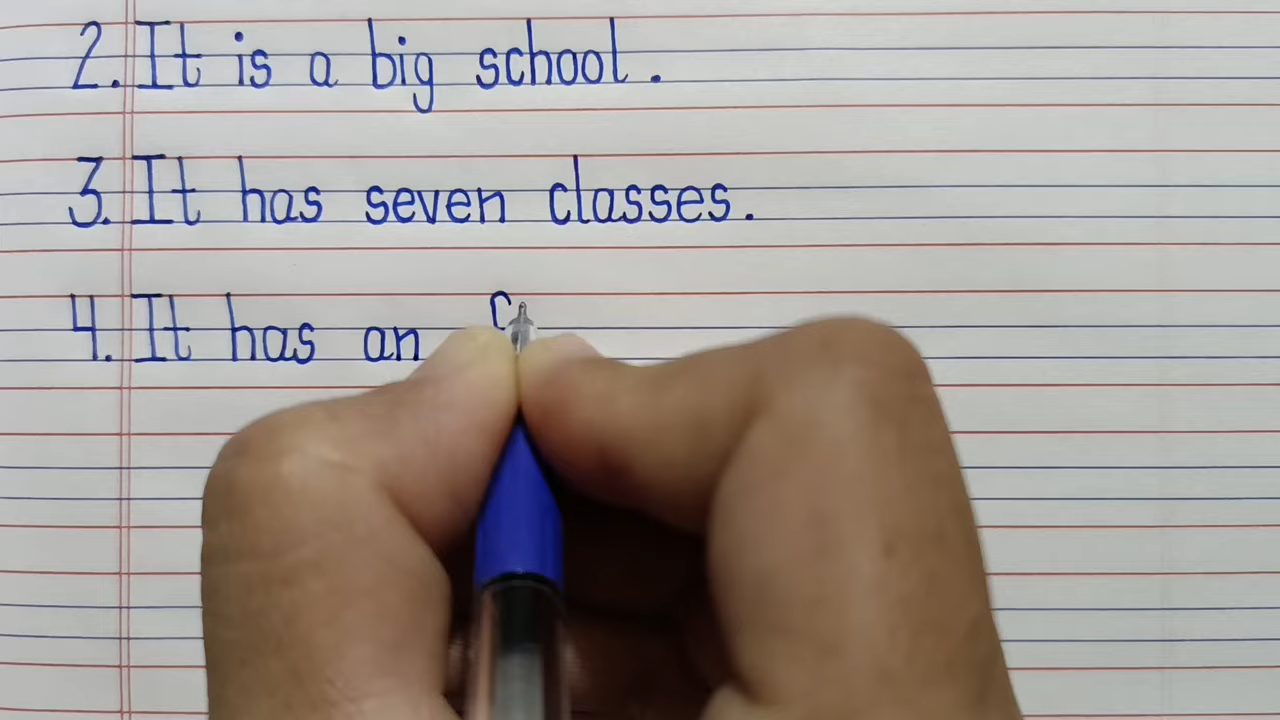 2. It is a big school.
3. It has seven classes.
4. It has an